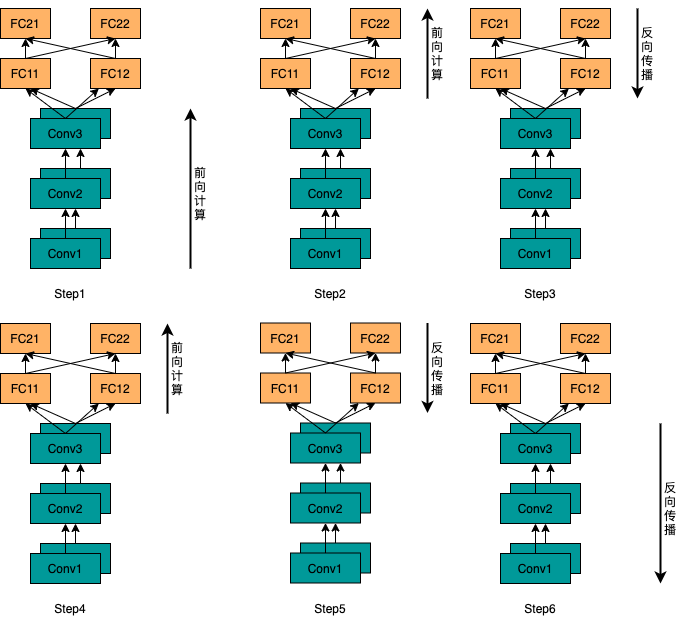 FC21 FC22
FC11 FC12
Conv3
Conv2
Conv1
前向计算
Step1
FC21 FC22
FC11 FC12
Conv3
Conv2
Conv1
前向计算
Step2
FC21 FC22
FC11 FC12
Conv3
Conv2
Conv1
反向传播
Step3
FC21 FC22
FC11 FC12
Conv3
Conv2
Conv1
前向计算
Step4
FC21 FC22
FC11 FC12
Conv3
Conv2
Conv1
反向传播
Step5
FC21 FC22
FC11 FC12
Conv3
Conv2
Conv1
反向传播
Step6